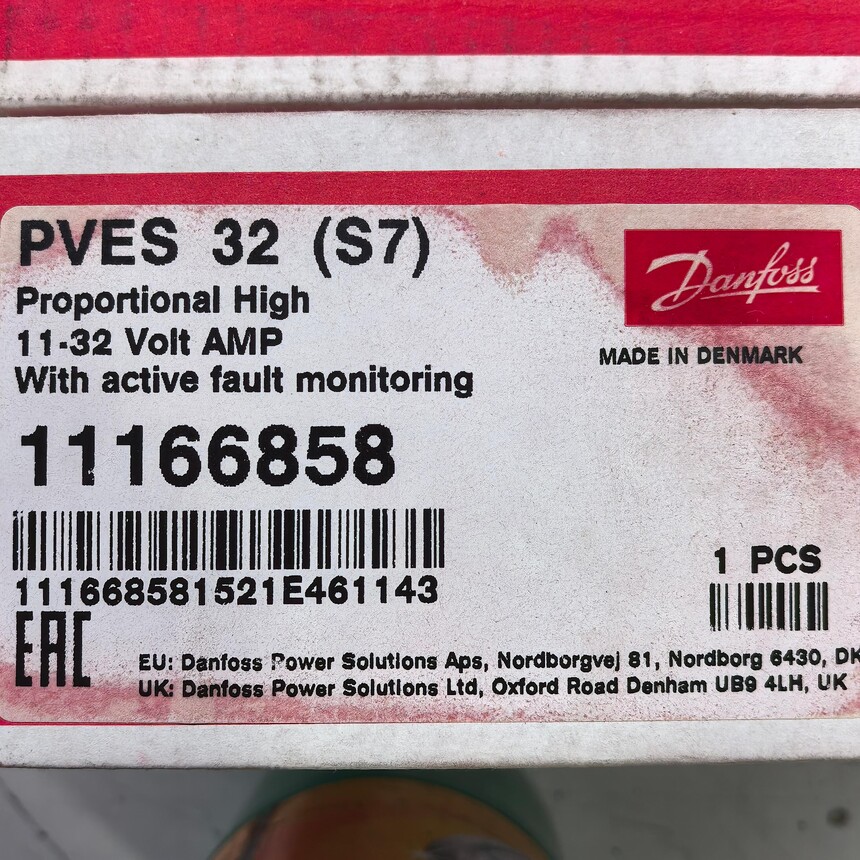 PVES 32 (S7)
Danfoss
Proportional High
11-32 Volt AMP
MADE IN DENMARK
With active fault monitoring
11166858
1 PCS
111668581521E461143
EAC
EU: Danfoss Power Solutions Aps, Nordborgvej 81, Nordborg 6430, DK
UK: Danfoss Power Solutions Ltd, Oxford Road Denham UB9 4LH, UK